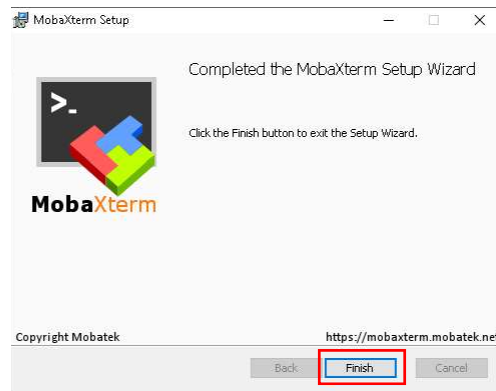 MobaXterm Setup
Completed the MobaXterm Setup Wizard
Click the Finish button to exit the Setup Wizard.
>_
MobaXterm
Copyright Mobatek
https://mobaxterm.mobatek.net
Back
Finish
Cancel